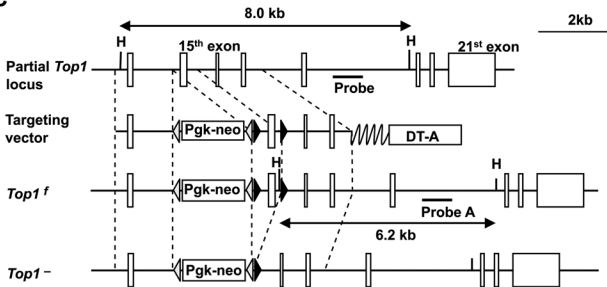 8.0 kb
2kb
H
H
15th exon
21st exon
Partial Top1
locus
Probe
Targeting
vector
Pgk-neo
DT-A
H
H
Top1 f
Pgk-neo
Probe A
6.2 kb
Top1 –
Pgk-neo